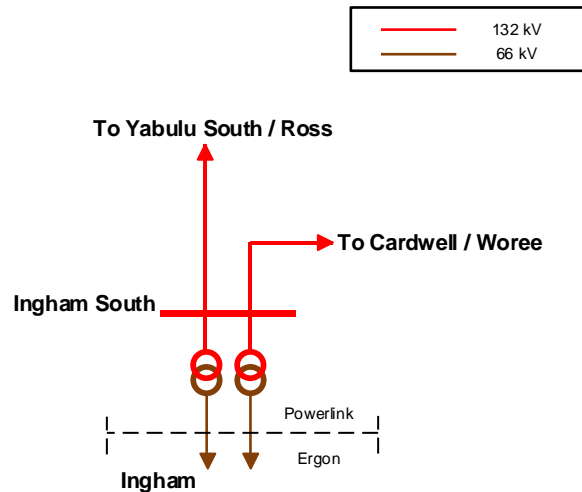 132 kV
66 kV
To Yabulu South / Ross
To Cardwell / Woree
Ingham South
Powerlink
Ergon
Ingham